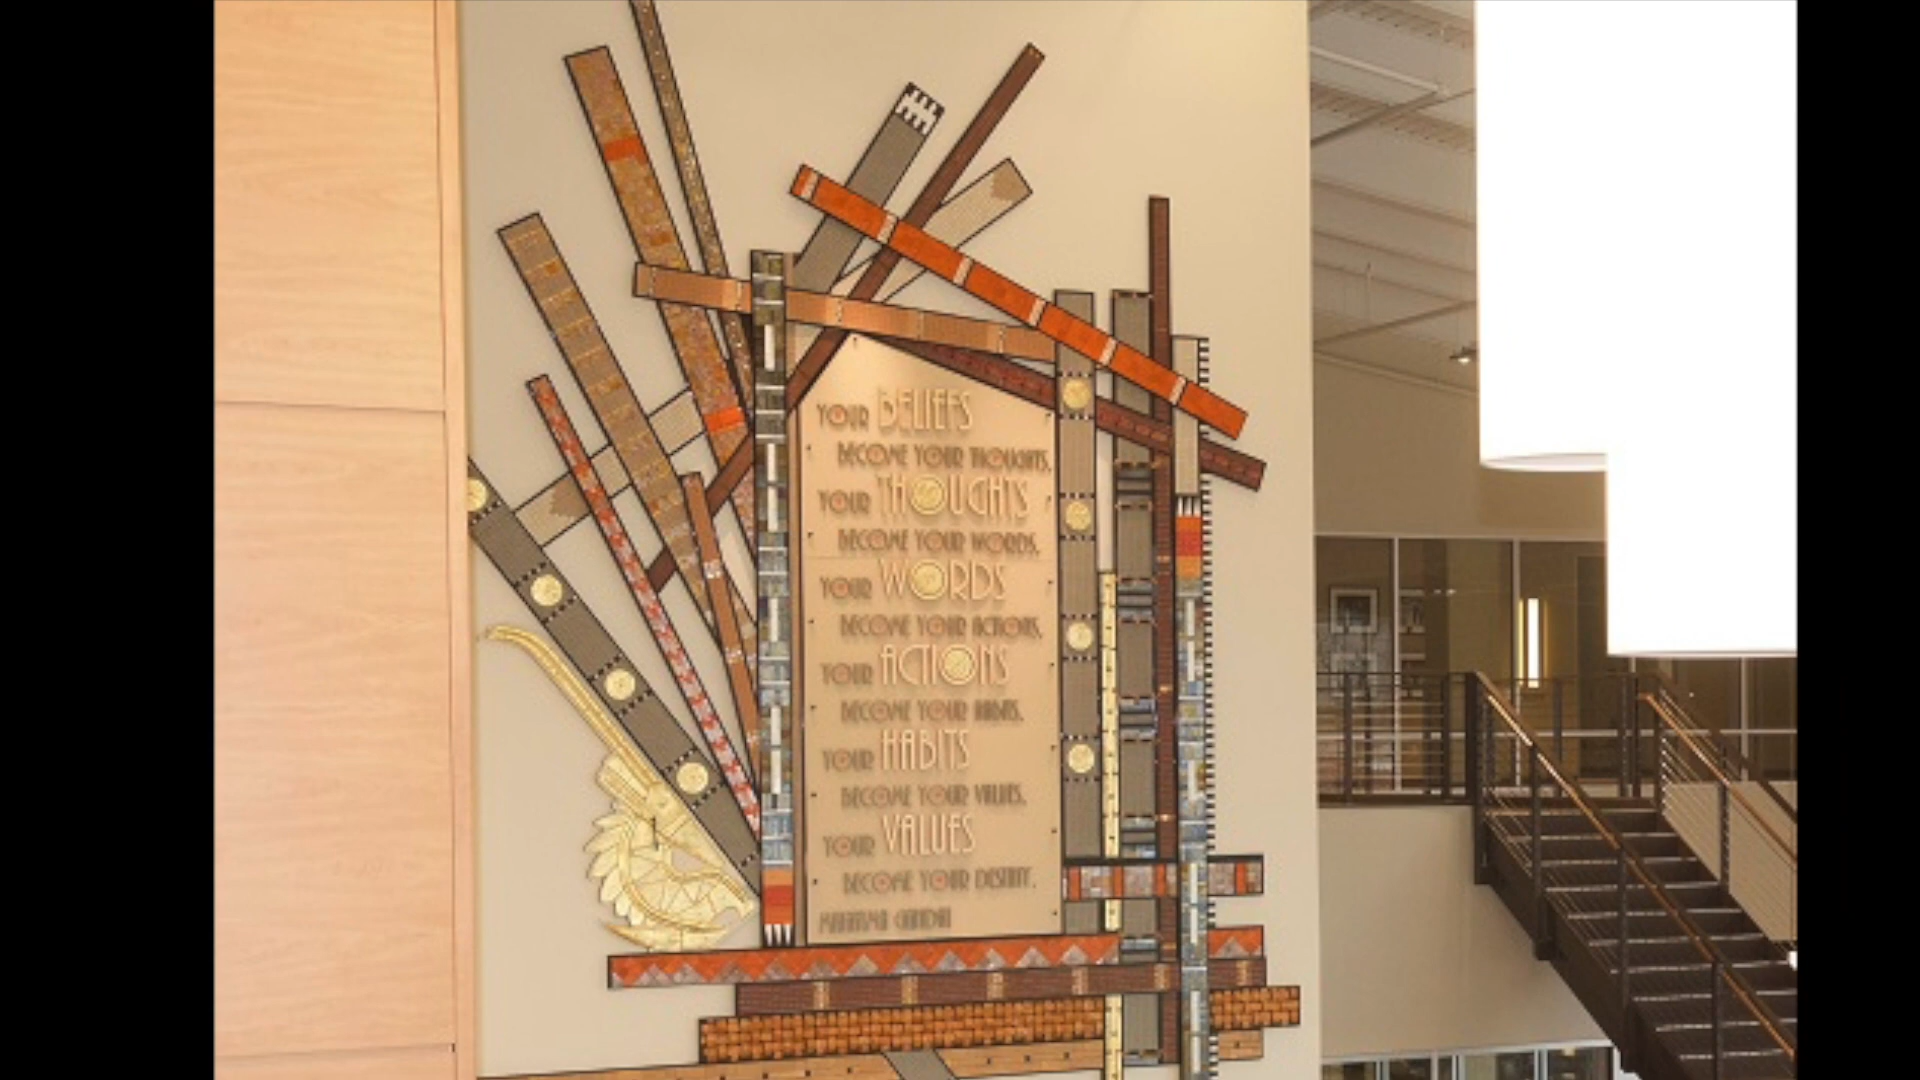 YOUR BELIEFS
BECOME YOUR THOUGHTS.
YOUR THOUGHTS
BECOME YOUR WORDS.
YOUR WORDS
BECOME YOUR ACTIONS.
YOUR ACTIONS
BECOME YOUR HABITS.
YOUR HABITS
BECOME YOUR VALUES.
YOUR VALUES
BECOME YOUR DESTINY.
MAHATMA GANDHI